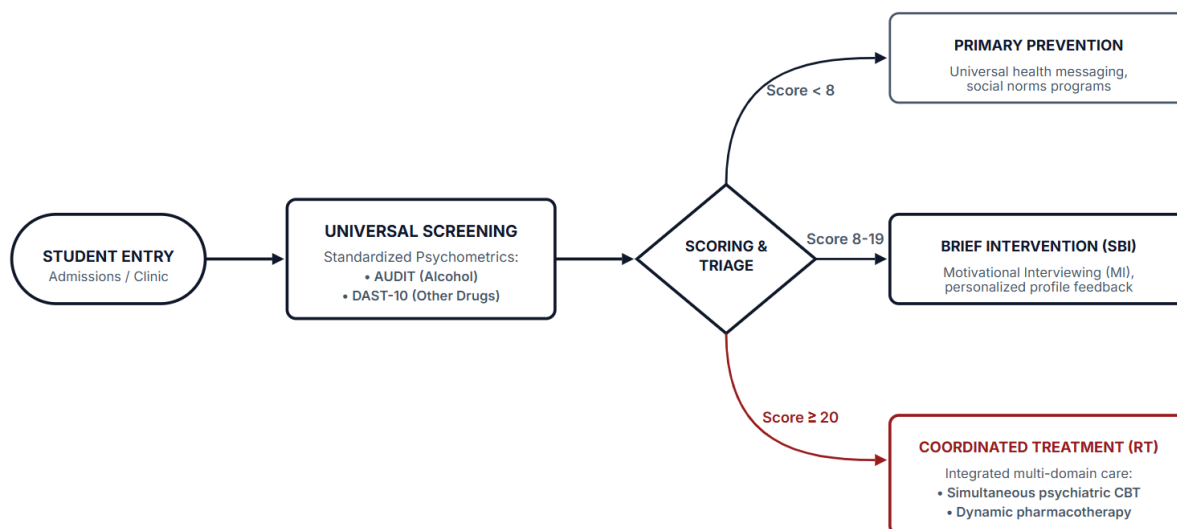 STUDENT ENTRY
Admissions / Clinic
UNIVERSAL SCREENING
Standardized Psychometrics:
• AUDIT (Alcohol)
• DAST-10 (Other Drugs)
SCORING &
TRIAGE
Score < 8
PRIMARY PREVENTION
Universal health messaging,
social norms programs
Score 8-19
BRIEF INTERVENTION (SBI)
Motivational Interviewing (MI),
personalized profile feedback
Score ≥ 20
COORDINATED TREATMENT (RT)
Integrated multi-domain care:
• Simultaneous psychiatric CBT
• Dynamic pharmacotherapy